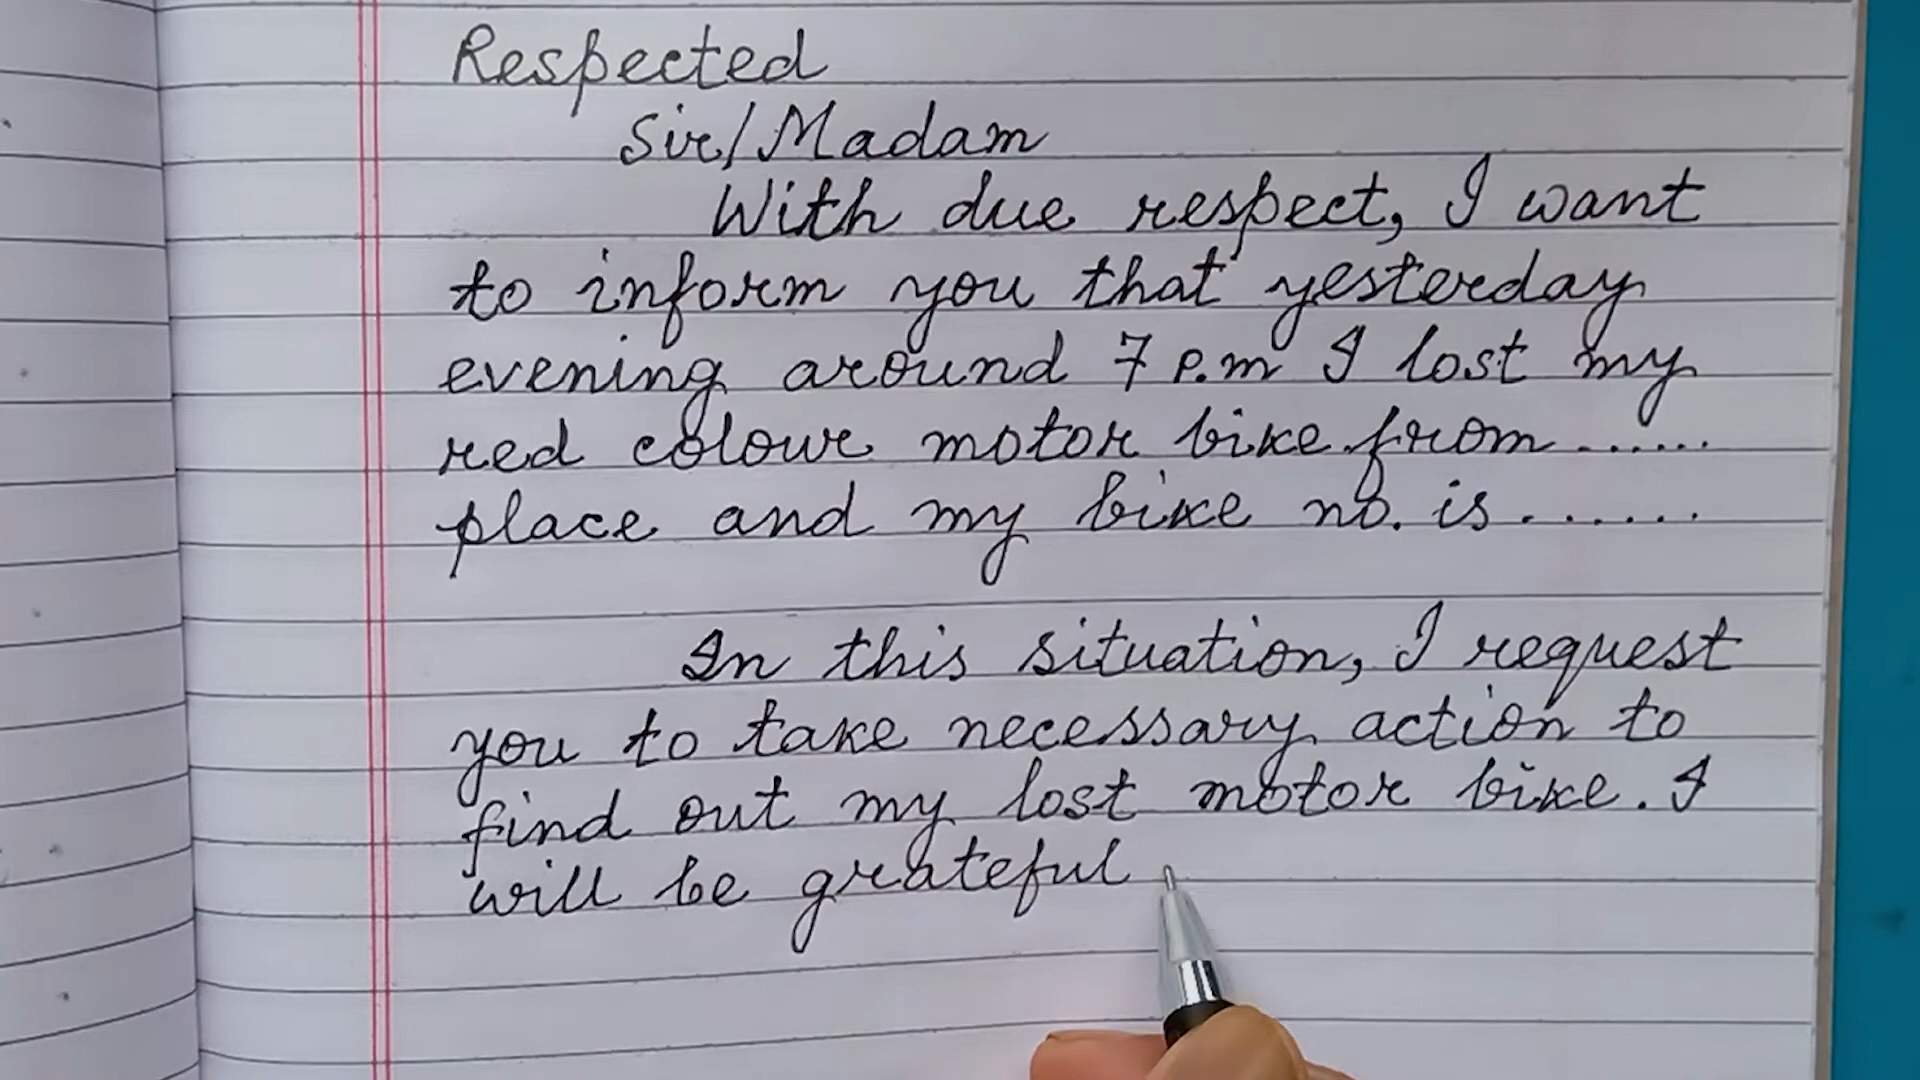 Respected
Sir/Madam
With due respect, I want
to inform you that yesterday
evening around 7 P.m I lost my
red colour motor bike from ......
place and my bike no. is .......
In this situation, I request
you to take necessary action to
find out my lost motor bike. I
will be grateful